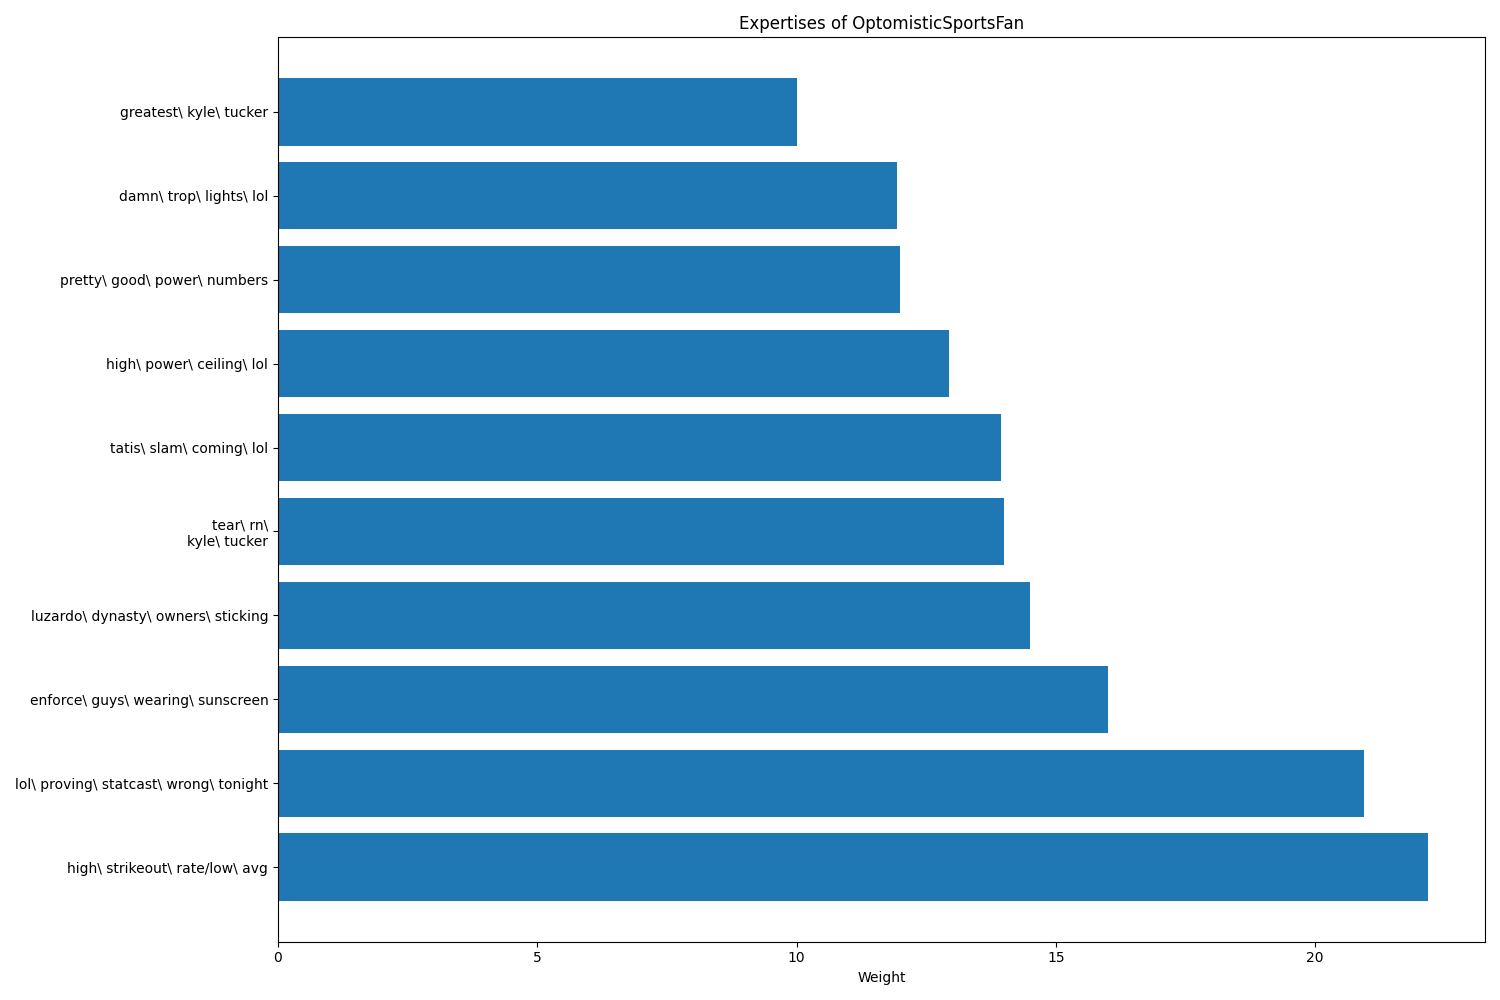 Expertises of OptomisticSportsFan
greatest\ kyle\ tucker
damn\ trop\ lights\ lol
pretty\ good\ power\ numbers
high\ power\ ceiling\ lol
tatis\ slam\ coming\ lol
tear\ rn\
kyle\ tucker
luzardo\ dynasty\ owners\ sticking
enforce\ guys\ wearing\ sunscreen
lol\ proving\ statcast\ wrong\ tonight
high\ strikeout\ rate/low\ avg
0 5 10 15 20
Weight